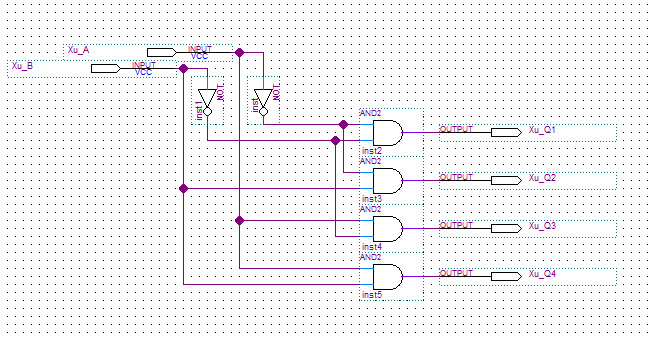 Xu_A INPUT
VCC
Xu_B INPUT
VCC
inst1 NOT
inst NOT
AND2
inst2
OUTPUT Xu_Q1
AND2
inst3
OUTPUT Xu_Q2
AND2
inst4
OUTPUT Xu_Q3
AND2
inst5
OUTPUT Xu_Q4